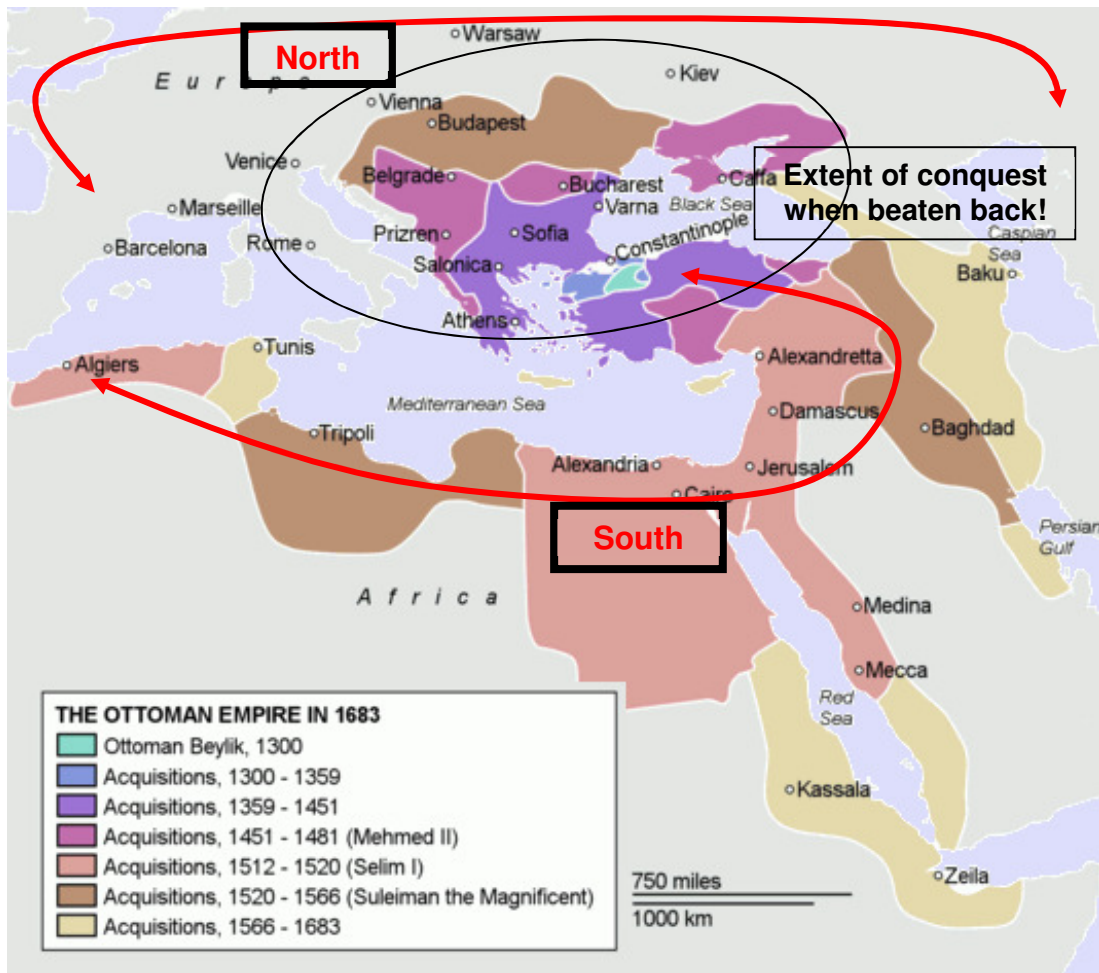 Warsaw
North
E u r o p e
Kiev
Vienna
Budapest
Venice
Belgrade
Caffa
Extent of conquest
when beaten back!
Bucharest
Marseille
Varna
Black Sea
Barcelona
Rome
Prizren
Sofia
Constantinople
Caspian
Sea
Salonica
Baku
Athens
Tunis
Algiers
Alexandretta
Mediterranean Sea
Damascus
Tripoli
Baghdad
Alexandria
Jerusalem
Cairo
South
Persian
Gulf
A f r i c a
Medina
Mecca
Red
Sea
THE OTTOMAN EMPIRE IN 1683
Ottoman Beylik, 1300
Acquisitions, 1300 - 1359
Acquisitions, 1359 - 1451
Acquisitions, 1451 - 1481 (Mehmed II)
Acquisitions, 1512 - 1520 (Selim I)
Acquisitions, 1520 - 1566 (Suleiman the Magnificent)
Acquisitions, 1566 - 1683
Kassala
Zeila
750 miles
1000 km